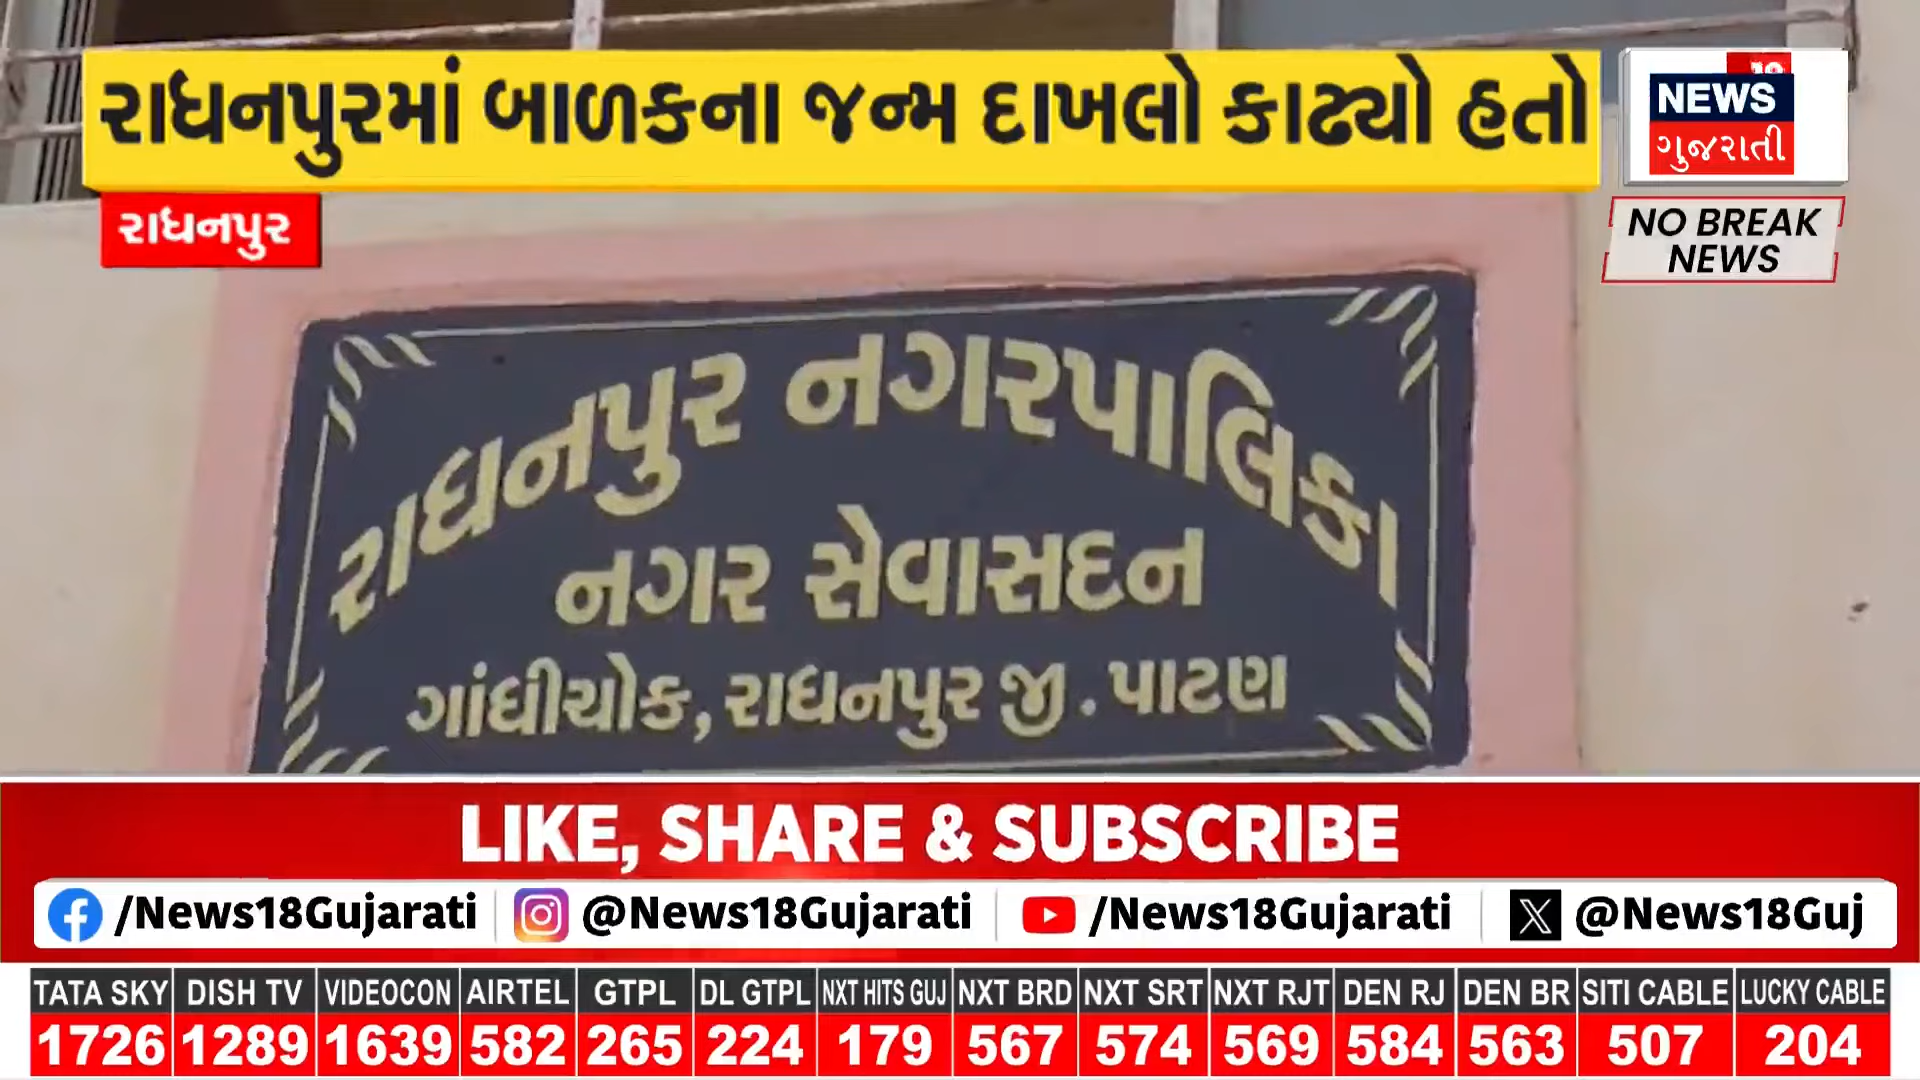 રાધનપુરમાં બાળકના જન્મ દાખલો કાઢ્યો હતો
18
NEWS
ગુજરાતી
રાધનપુર
NO BREAK
NEWS
રાધનપુર નગરપાલિકા
નગર સેવાસદન
ગાંધીચોક, રાધનપુર જી. પાટણ
LIKE, SHARE & SUBSCRIBE
/News18Gujarati @News18Gujarati /News18Gujarati @News18Guj
TATA SKY DISH TV VIDEOCON AIRTEL GTPL DL GTPL NXT HITS GUJ NXT BRD NXT SRT NXT RJT DEN RJ DEN BR SITI CABLE LUCKY CABLE
1726 1289 1639 582 265 224 179 567 574 569 584 563 507 204